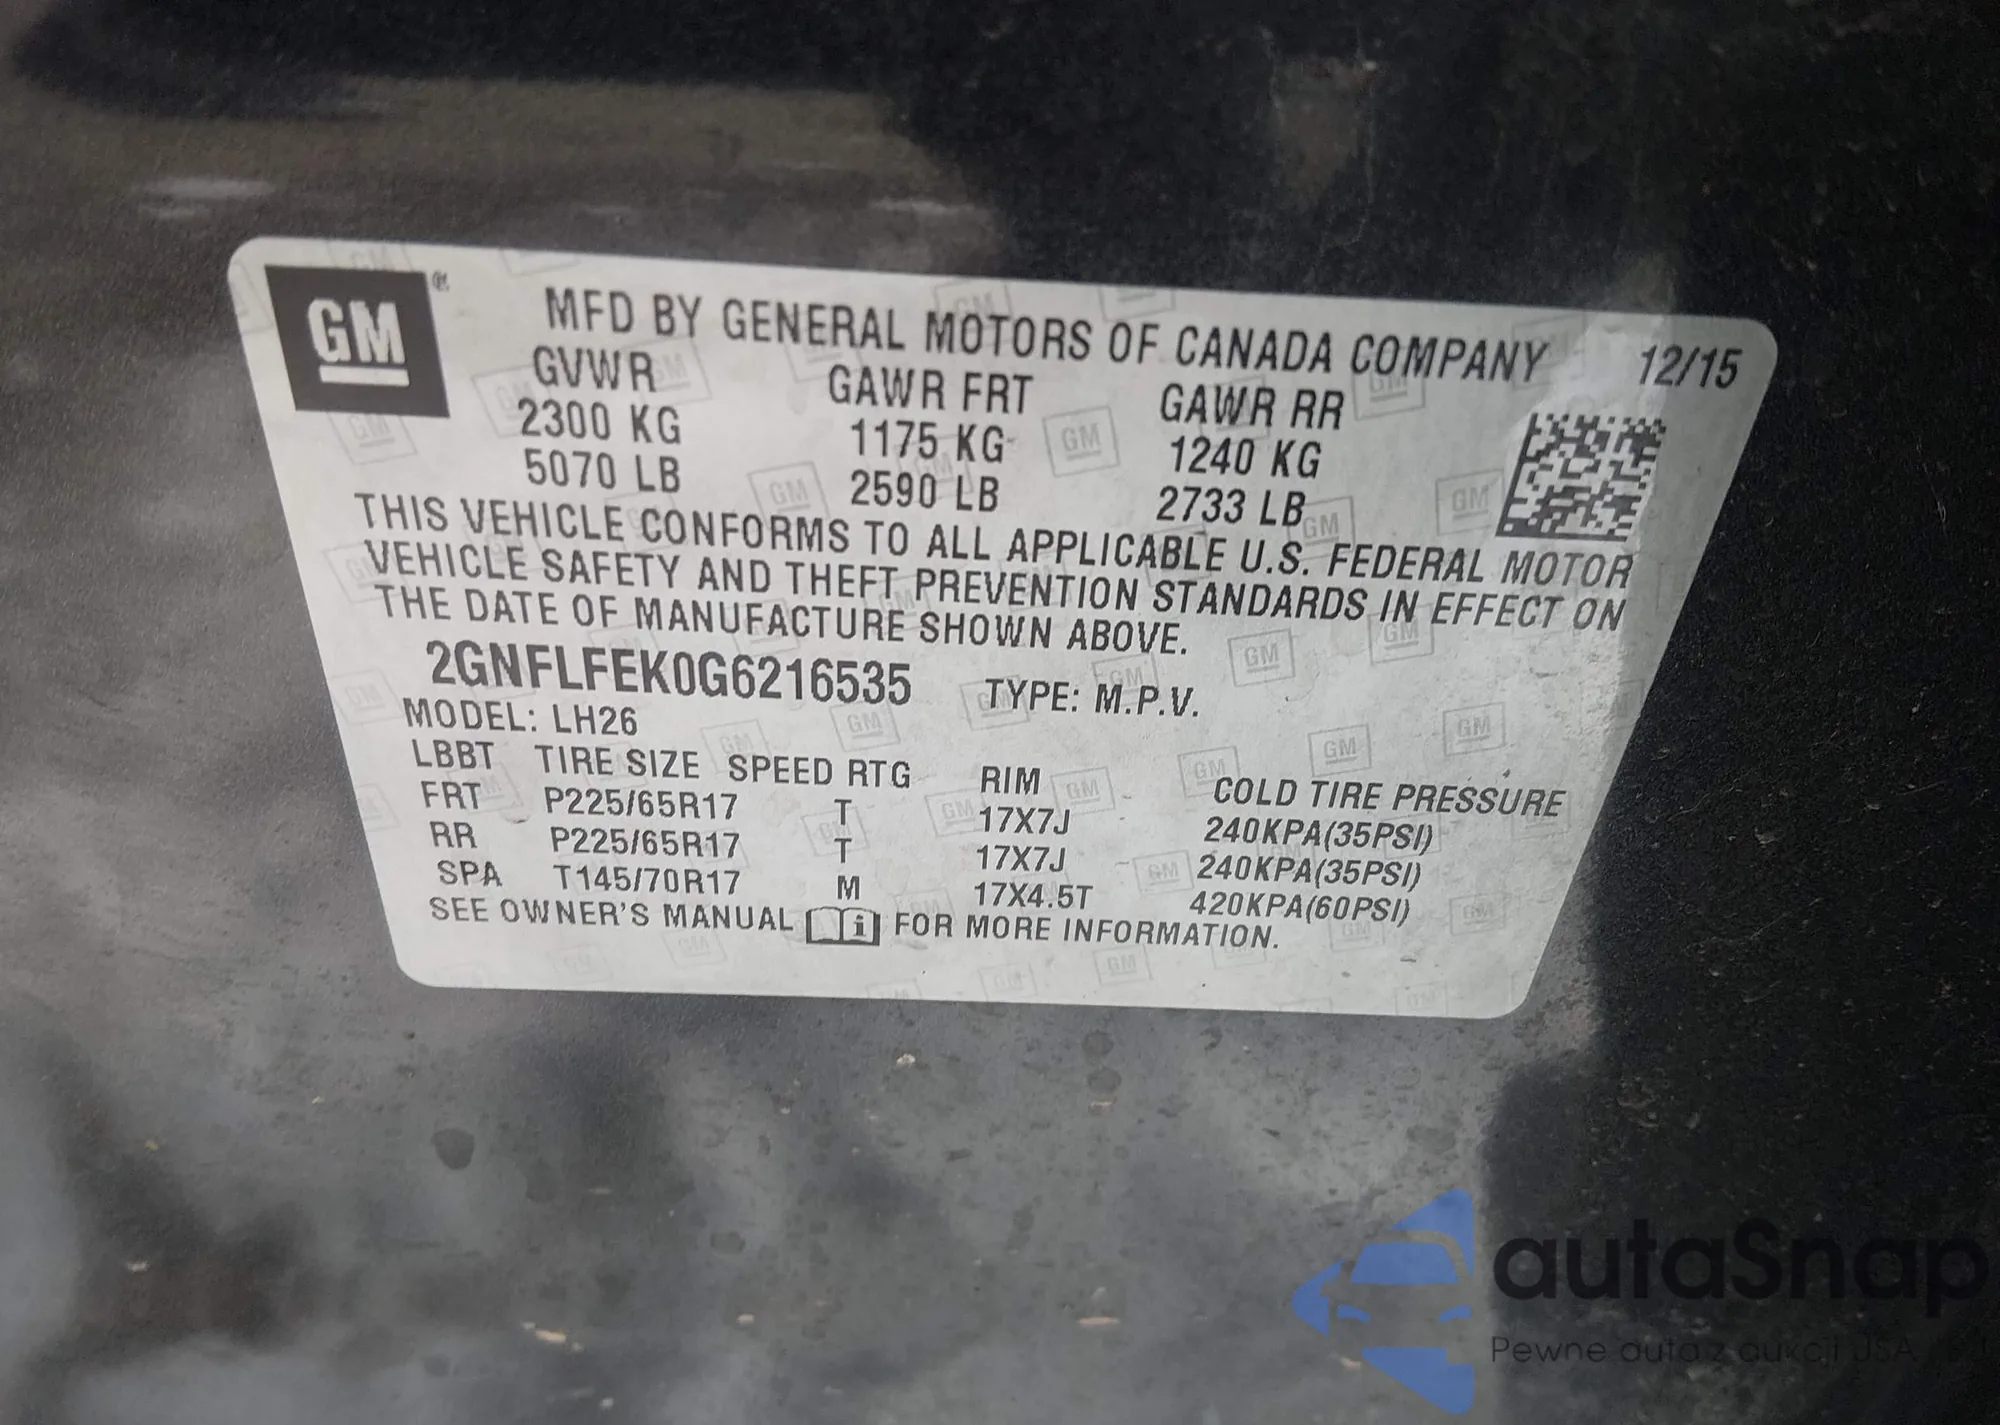 GM®
MFD BY GENERAL MOTORS OF CANADA COMPANY 12/15
GVWR GAWR FRT GAWR RR
2300 KG 1175 KG 1240 KG
5070 LB 2590 LB 2733 LB
THIS VEHICLE CONFORMS TO ALL APPLICABLE U.S. FEDERAL MOTOR
VEHICLE SAFETY AND THEFT PREVENTION STANDARDS IN EFFECT ON
THE DATE OF MANUFACTURE SHOWN ABOVE.
2GNFLFEK0G6216535 TYPE: M.P.V.
MODEL: LH26
LBBT TIRE SIZE SPEED RTG RIM COLD TIRE PRESSURE
FRT P225/65R17 T 17X7J 240KPA(35PSI)
RR P225/65R17 T 17X7J 240KPA(35PSI)
SPA T145/70R17 M 17X4.5T 420KPA(60PSI)
SEE OWNER'S MANUAL i FOR MORE INFORMATION.
autaSnap
Pewne auta z aukcji USA